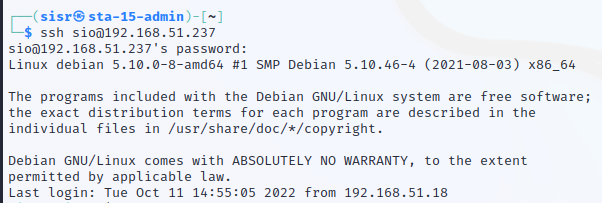 ┌──(sisr㉿sta-15-admin)-[~]
└─$ ssh sio@192.168.51.237
sio@192.168.51.237's password:
Linux debian 5.10.0-8-amd64 #1 SMP Debian 5.10.46-4 (2021-08-03) x86_64

The programs included with the Debian GNU/Linux system are free software;
the exact distribution terms for each program are described in the
individual files in /usr/share/doc/*/copyright.

Debian GNU/Linux comes with ABSOLUTELY NO WARRANTY, to the extent
permitted by applicable law.
Last login: Tue Oct 11 14:55:05 2022 from 192.168.51.18